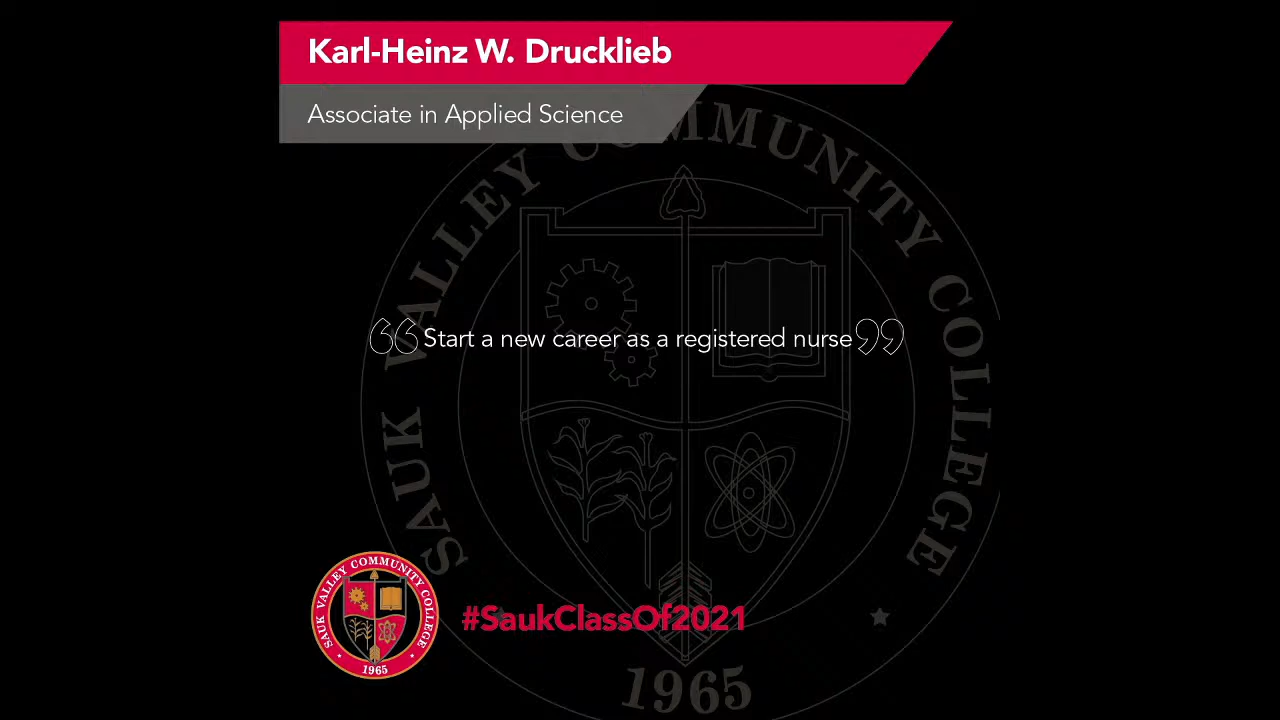 Karl-Heinz W. Drucklieb
Associate in Applied Science
SAUK VALLEY COMMUNITY COLLEGE
“Start a new career as a registered nurse”
SAUK VALLEY COMMUNITY COLLEGE
1965
#SaukClassOf2021
1965